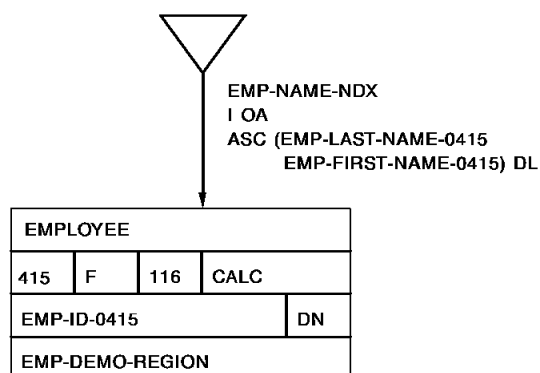 EMP-NAME-NDX
I OA
ASC (EMP-LAST-NAME-0415
EMP-FIRST-NAME-0415) DL
EMPLOYEE
415 F 116 CALC
EMP-ID-0415 DN
EMP-DEMO-REGION